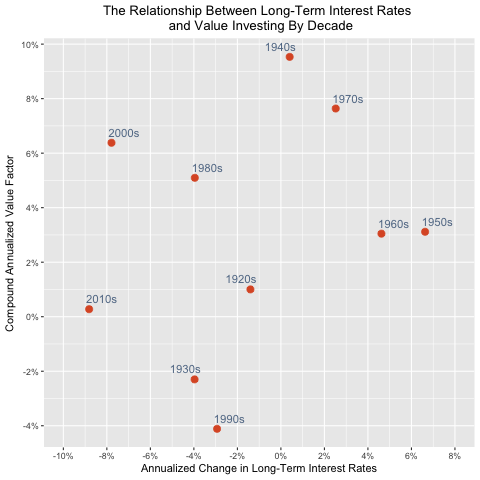 The Relationship Between Long-Term Interest Rates
and Value Investing By Decade
Compound Annualized Value Factor
10%
8%
6%
4%
2%
0%
-2%
-4%
1940s
1970s
2000s
1980s
1960s
1950s
1920s
2010s
1930s
1990s
-10%
-8%
-6%
-4%
-2%
0%
2%
4%
6%
8%
Annualized Change in Long-Term Interest Rates